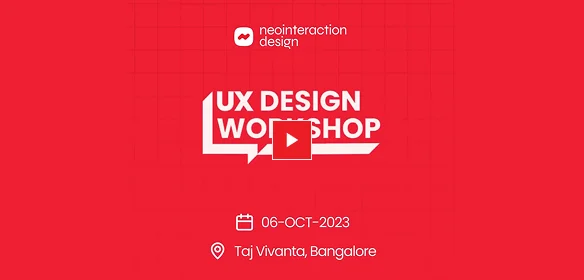 neointeraction
design
UX DESIGN
WORKSHOP
06-OCT-2023
Taj Vivanta, Bangalore